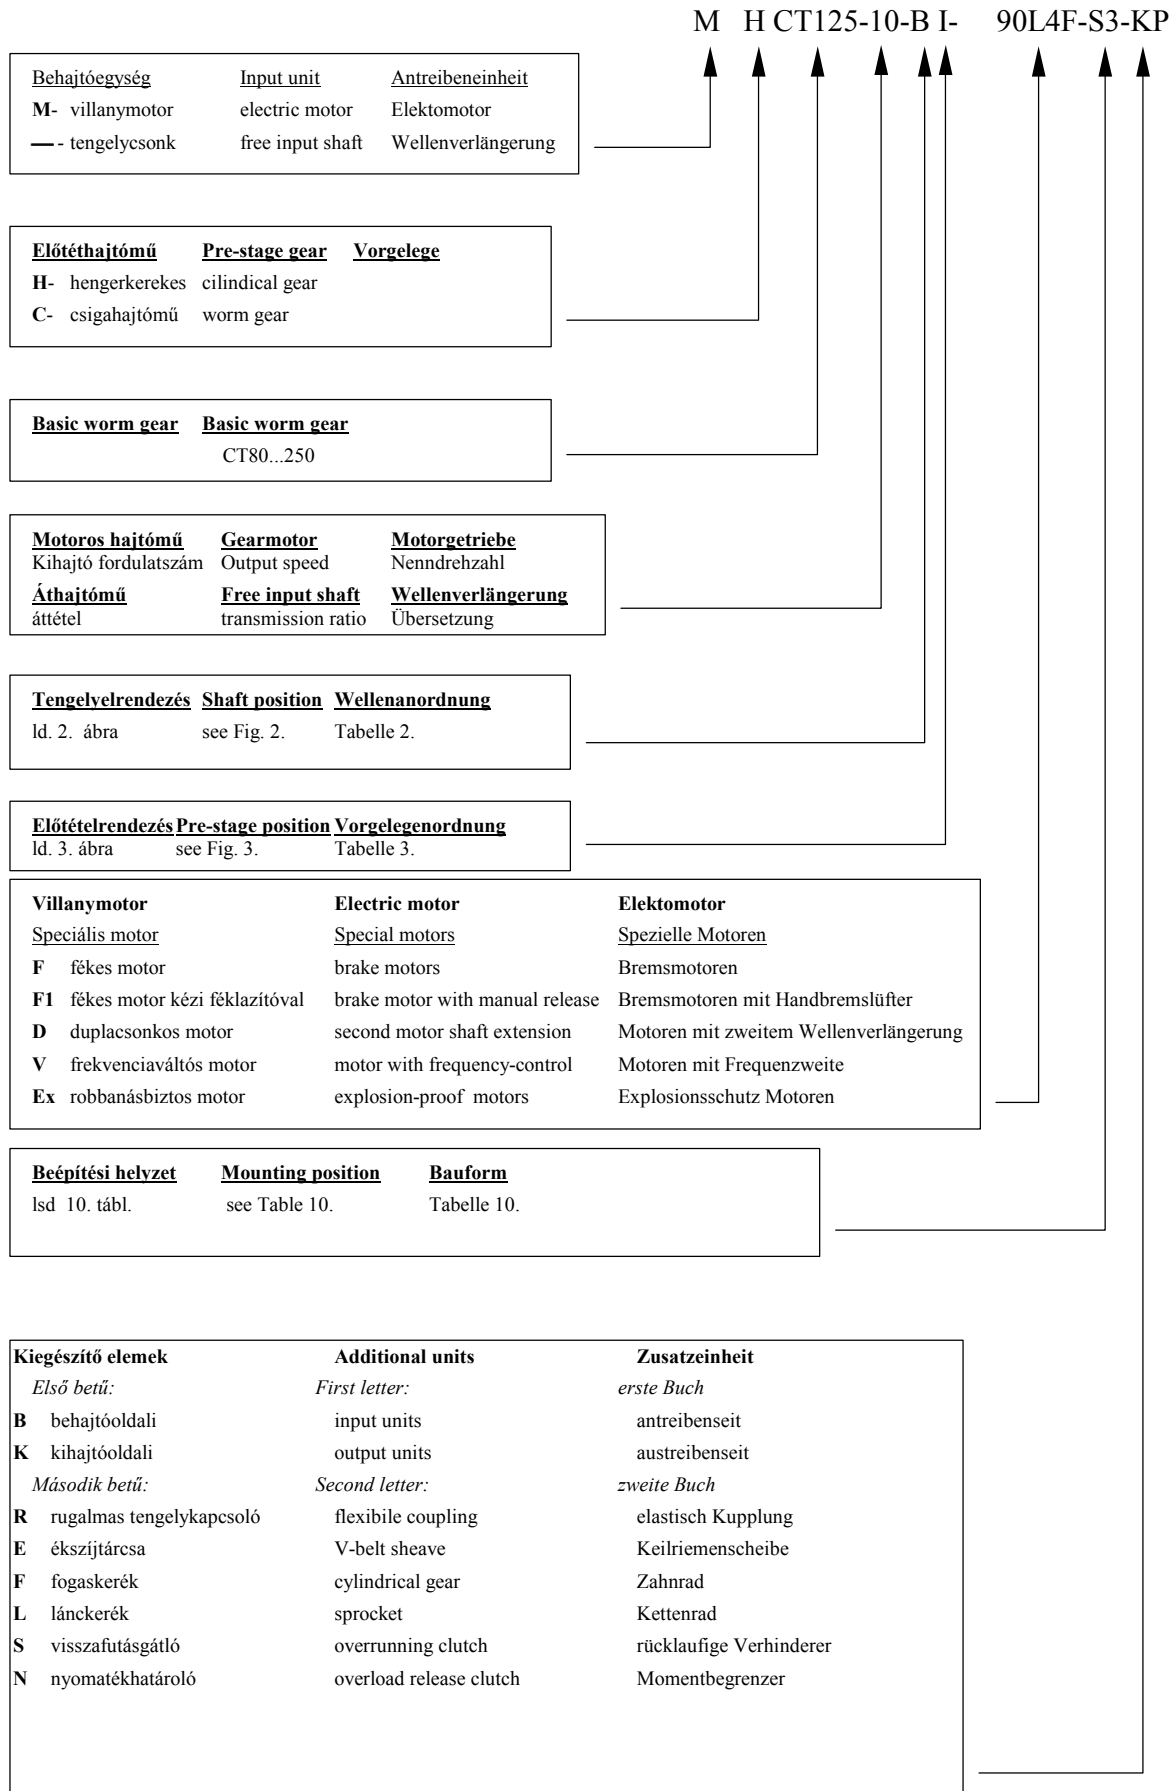 M H CT125-10-B I- 90L4F-S3-KP
Behajtóegység Input unit Antreibeneinheit
M- villanymotor electric motor Elektomotor
—- tengelycsonk free input shaft Wellenverlängerung
Előtéthajtómű Pre-stage gear Vorgelege
H- hengerkerekes cilindical gear
C- csigahajtómű worm gear
Basic worm gear Basic worm gear
CT80...250
Motoros hajtómű Gearmotor Motorgetriebe
Kihajtó fordulatszám Output speed Nenndrehzahl
Áthajtómű Free input shaft Wellenverlängerung
áttétel transmission ratio Übersetzung
Tengelyelrendezés Shaft position Wellenanordnung
ld. 2. ábra see Fig. 2. Tabelle 2.
Előtételrendezés Pre-stage position Vorgelegenordnung
ld. 3. ábra see Fig. 3. Tabelle 3.
Villanymotor Electric motor Elektomotor
Speciális motor Special motors Spezielle Motoren
F fékes motor brake motors Bremsmotoren
F1 fékes motor kézi féklazítóval brake motor with manual release Bremsmotoren mit Handbremslüfter
D duplacsonkos motor second motor shaft extension Motoren mit zweitem Wellenverlängerung
V frekvenciaváltós motor motor with frequency-control Motoren mit Frequenzweite
Ex robbanásbiztos motor explosion-proof motors Explosionsschutz Motoren
Beépítési helyzet Mounting position Bauform
lsd 10. tábl. see Table 10. Tabelle 10.
Kiegészítő elemek Additional units Zusatzeinheit
Első betű: First letter: erste Buch
B behajtóoldali input units antreibenseit
K kihajtóoldali output units austreibenseit
Második betű: Second letter: zweite Buch
R rugalmas tengelykapcsoló flexibile coupling elastisch Kupplung
E ékszíjtárcsa V-belt sheave Keilriemenscheibe
F fogaskerék cylindrical gear Zahnrad
L lánckerék sprocket Kettenrad
S visszafutásgátló overrunning clutch rücklaufige Verhinderer
N nyomatékhatároló overload release clutch Momentbegrenzer